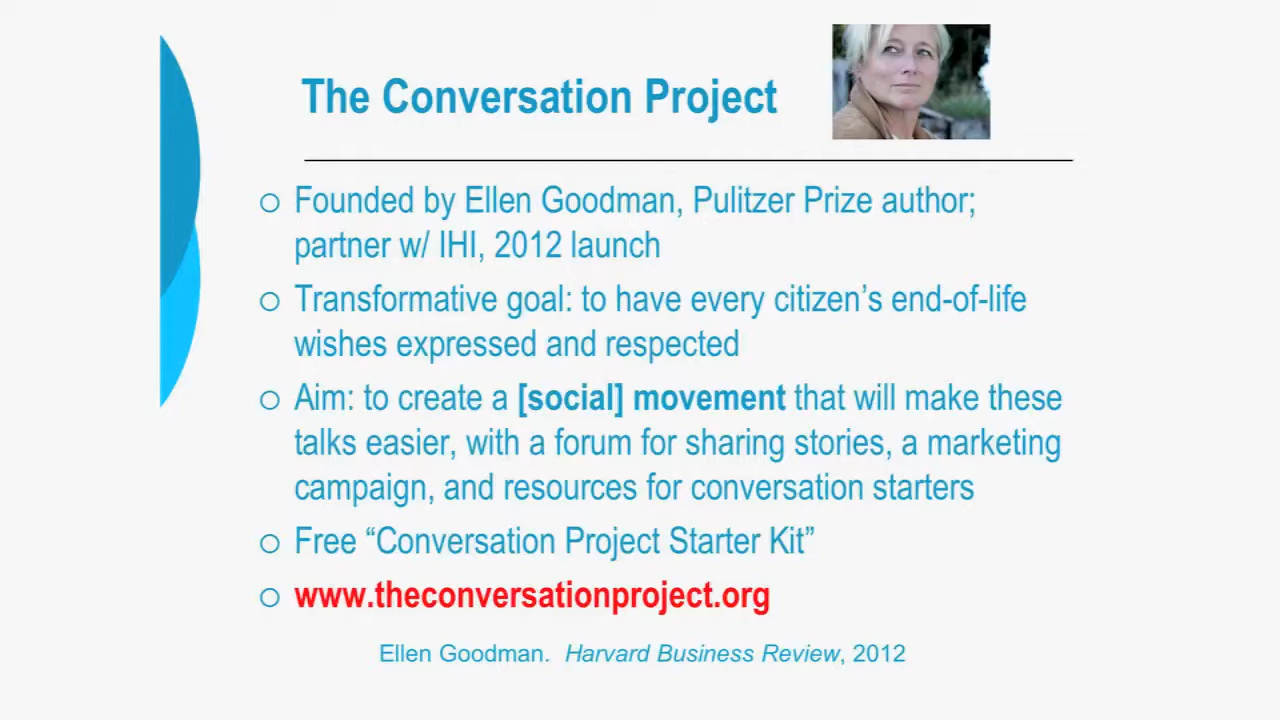 The Conversation Project
Founded by Ellen Goodman, Pulitzer Prize author;
partner w/ IHI, 2012 launch
Transformative goal: to have every citizen’s end-of-life
wishes expressed and respected
Aim: to create a [social] movement that will make these
talks easier, with a forum for sharing stories, a marketing
campaign, and resources for conversation starters
Free “Conversation Project Starter Kit”
www.theconversationproject.org
Ellen Goodman. Harvard Business Review, 2012